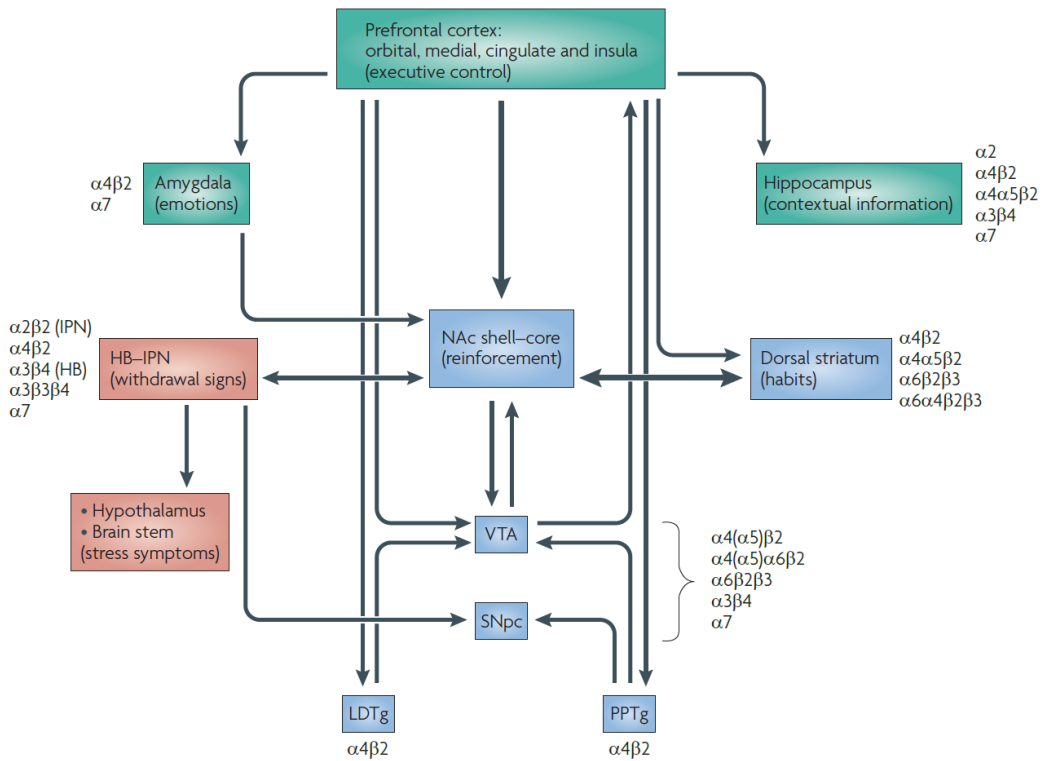 Prefrontal cortex:
orbital, medial, cingulate and insula
(executive control)
α4β2
α7
Amygdala
(emotions)
Hippocampus
(contextual information)
α2
α4β2
α4α5β2
α3β4
α7
α2β2 (IPN)
α4β2
α3β4 (HB)
α3β3β4
α7
HB–IPN
(withdrawal signs)
NAc shell–core
(reinforcement)
Dorsal striatum
(habits)
α4β2
α4α5β2
α6β2β3
α6α4β2β3
• Hypothalamus
• Brain stem
(stress symptoms)
VTA
SNpc
α4(α5)β2
α4(α5)α6β2
α6β2β3
α3β4
α7
LDTg
α4β2
PPTg
α4β2